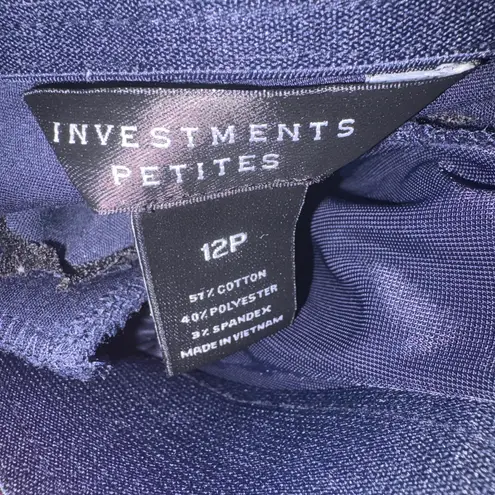 INVESTMENTS
PETITES
12P
57% COTTON
40% POLYESTER
3% SPANDEX
MADE IN VIETNAM